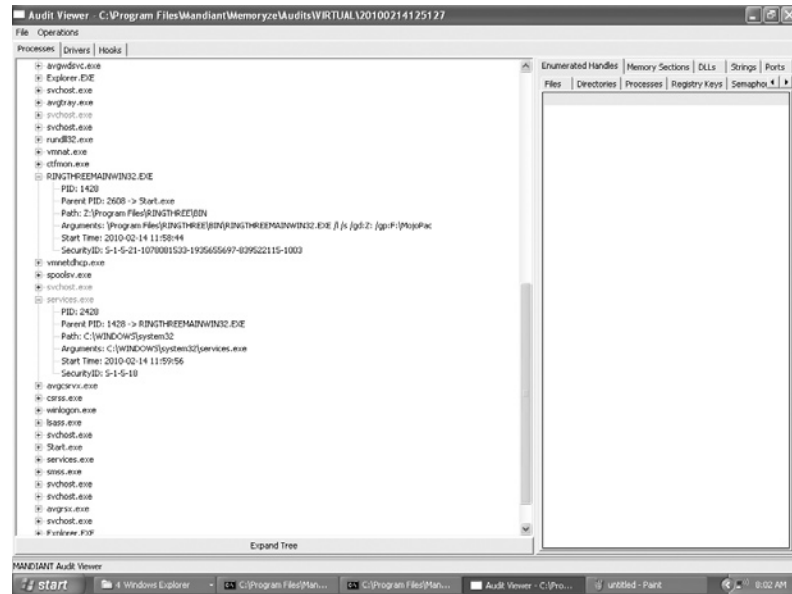 Audit Viewer - C:\Program Files\Mandiant\Memoryze\Audits\VIRTUAL\20100214125127
File Operations
Processes Drivers Hooks
avgwdsvc.exe
Explorer.EXE
svchost.exe
avgtray.exe
svchost.exe
svchost.exe
rundll32.exe
vmnat.exe
ctfmon.exe
RINGTHREEMAINWIN32.EXE
PID: 1428
Parent PID: 2608 -> Start.exe
Path: Z:\Program Files\RINGTHREE\BIN
Arguments: \Program Files\RINGTHREE\BIN\RINGTHREEMAINWIN32.EXE /l /s /gd:Z: /gp:F:\MojoPac
Start Time: 2010-02-14 11:58:44
SecurityID: S-1-5-21-1078081533-1935655697-839522115-1003
vmnetdhcp.exe
spoolsv.exe
svchost.exe
services.exe
PID: 2428
Parent PID: 1428 -> RINGTHREEMAINWIN32.EXE
Path: C:\WINDOWS\system32
Arguments: C:\WINDOWS\system32\services.exe
Start Time: 2010-02-14 11:59:56
SecurityID: S-1-5-18
avgcsrvx.exe
csrss.exe
winlogon.exe
lsass.exe
svchost.exe
Start.exe
services.exe
smss.exe
svchost.exe
svchost.exe
avgrsx.exe
svchost.exe
Explorer.EXE
Expand Tree
Enumerated Handles Memory Sections DLLs Strings Ports
Files Directories Processes Registry Keys Semaphor
MANDIANT Audit Viewer
start 4 Windows Explorer C:\Program Files\Man... C:\Program Files\Man... Audit Viewer - C:\Pro... untitled - Paint 8:02 AM